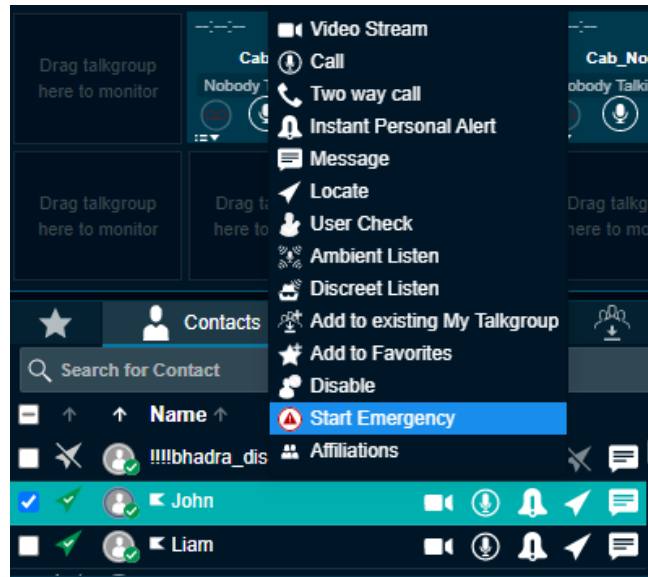 Drag talkgroup
here to monitor
--:--:--
Cab
Nobody T
--:--
Cab_No
obody Talki
Video Stream
Call
Two way call
Instant Personal Alert
Message
Locate
User Check
Ambient Listen
Discreet Listen
Add to existing My Talkgroup
Add to Favorites
Disable
Start Emergency
Affiliations
Drag talkgroup
here to monitor
Drag ta
here to
Drag talkg
here to mo
Contacts
Search for Contact
Name
!!!!bhadra_dis
John
Liam